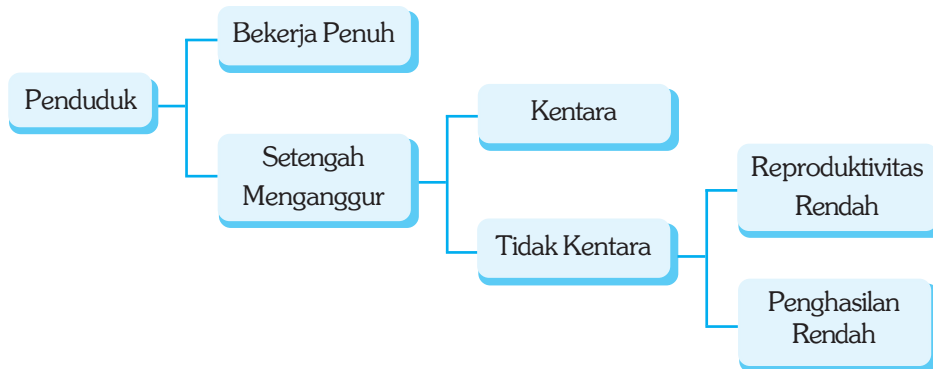 Penduduk
Bekerja Penuh
Setengah
Menganggur
Kentara
Tidak Kentara
Reproduktivitas
Rendah
Penghasilan
Rendah